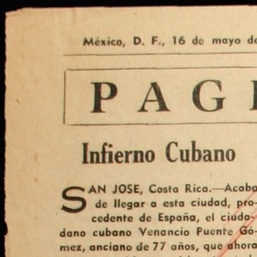 México, D. F., 16 de mayo de
PAG
Infierno Cubano
SAN JOSE, Costa Rica.—Acaba
de llegar a esta ciudad, pro-
cedente de España, el ciuda-
dano cubano Venancio Puente Gó-
mez, anciano de 77 años, que ahora